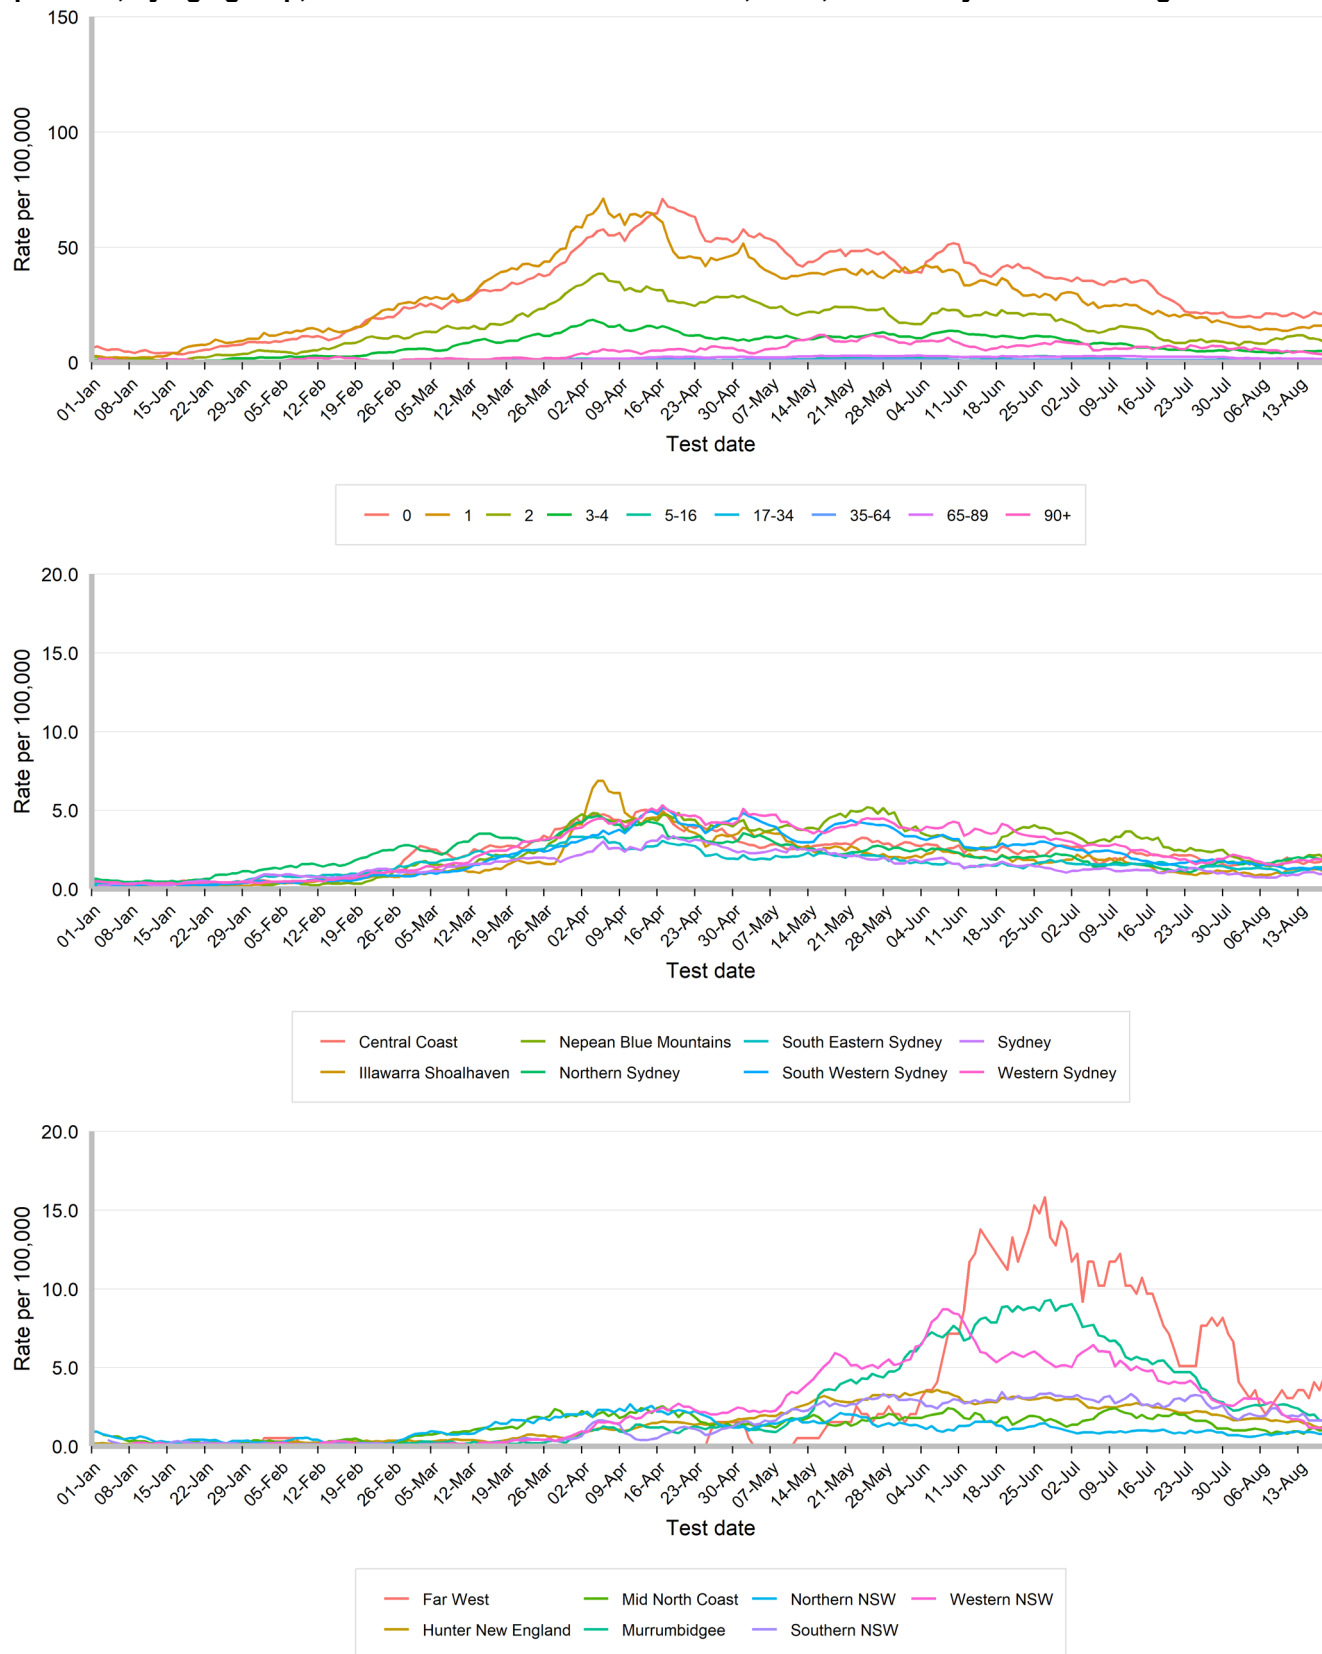 150
100
50
0
Rate per 100,000
01-Jan 08-Jan 15-Jan 22-Jan 29-Jan 05-Feb 12-Feb 19-Feb 26-Feb 05-Mar 12-Mar 19-Mar 26-Mar 02-Apr 09-Apr 16-Apr 23-Apr 30-Apr 07-May 14-May 21-May 28-May 04-Jun 11-Jun 18-Jun 25-Jun 02-Jul 09-Jul 16-Jul 23-Jul 30-Jul 06-Aug 13-Aug
Test date
0 1 2 3-4 5-16 17-34 35-64 65-89 90+
20.0
15.0
10.0
5.0
0.0
Rate per 100,000
01-Jan 08-Jan 15-Jan 22-Jan 29-Jan 05-Feb 12-Feb 19-Feb 26-Feb 05-Mar 12-Mar 19-Mar 26-Mar 02-Apr 09-Apr 16-Apr 23-Apr 30-Apr 07-May 14-May 21-May 28-May 04-Jun 11-Jun 18-Jun 25-Jun 02-Jul 09-Jul 16-Jul 23-Jul 30-Jul 06-Aug 13-Aug
Test date
Central Coast Nepean Blue Mountains South Eastern Sydney Sydney
Illawarra Shoalhaven Northern Sydney South Western Sydney Western Sydney
20.0
15.0
10.0
5.0
0.0
Rate per 100,000
01-Jan 08-Jan 15-Jan 22-Jan 29-Jan 05-Feb 12-Feb 19-Feb 26-Feb 05-Mar 12-Mar 19-Mar 26-Mar 02-Apr 09-Apr 16-Apr 23-Apr 30-Apr 07-May 14-May 21-May 28-May 04-Jun 11-Jun 18-Jun 25-Jun 02-Jul 09-Jul 16-Jul 23-Jul 30-Jul 06-Aug 13-Aug
Test date
Far West Mid North Coast Northern NSW Western NSW
Hunter New England Murrumbidgee Southern NSW